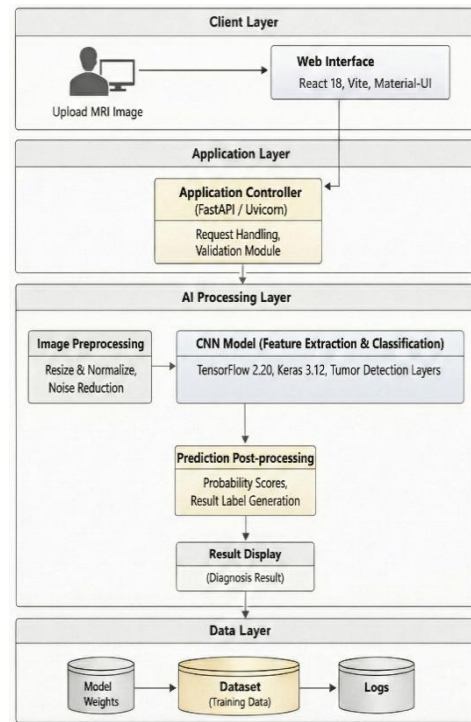 Client Layer
Upload MRI Image
Web Interface
React 18, Vite, Material-UI
Application Layer
Application Controller
(FastAPI / Uvicorn)
Request Handling,
Validation Module
AI Processing Layer
Image Preprocessing
Resize & Normalize,
Noise Reduction
CNN Model (Feature Extraction & Classification)
TensorFlow 2.20, Keras 3.12, Tumor Detection Layers
Prediction Post-processing
Probability Scores,
Result Label Generation
Result Display
(Diagnosis Result)
Data Layer
Model
Weights
Dataset
(Training Data)
Logs